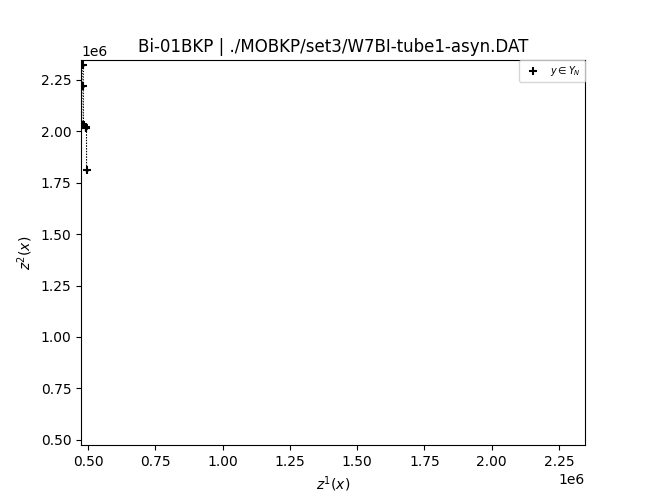 Bi-01BKP | ./MOBKP/set3/W7BI-tube1-asyn.DAT
1e6
y ∈ Y_N
2.25
2.00
1.75
1.50
1.25
1.00
0.75
0.50
z²(x)
0.50 0.75 1.00 1.25 1.50 1.75 2.00 2.25
1e6
z¹(x)